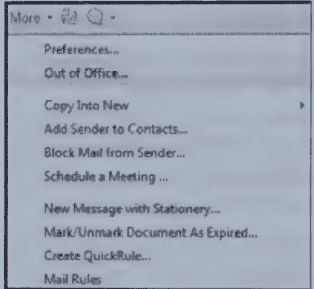 More
Preferences...
Out of Office...
Copy Into New
Add Sender to Contacts...
Block Mail from Sender...
Schedule a Meeting ...
New Message with Stationery...
Mark/Unmark Document As Expired...
Create QuickRule...
Mail Rules